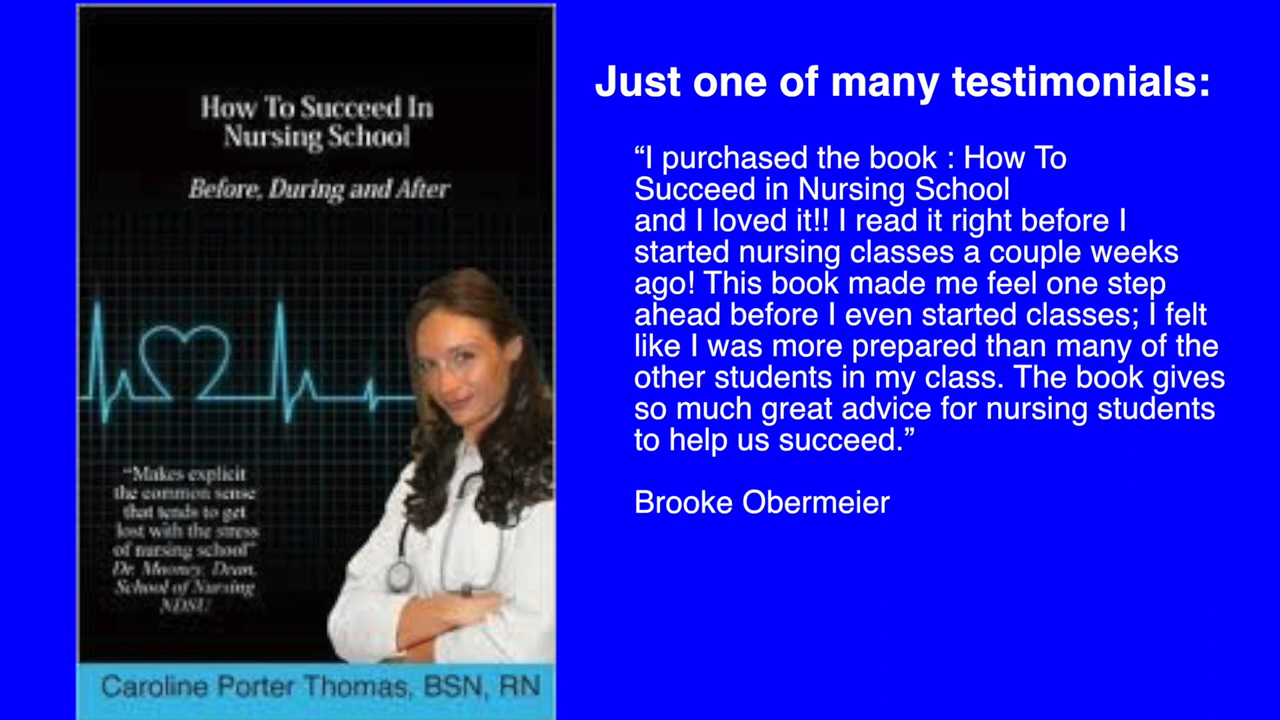 How To Succeed In
Nursing School
Before, During and After
"Makes explicit
the common sense
that tends to get
lost with the stress
of nursing school"
Dr. Mooney, Dean,
School of Nursing
NDSU
Caroline Porter Thomas, BSN, RN
Just one of many testimonials:
“I purchased the book : How To
Succeed in Nursing School
and I loved it!! I read it right before I
started nursing classes a couple weeks
ago! This book made me feel one step
ahead before I even started classes; I felt
like I was more prepared than many of the
other students in my class. The book gives
so much great advice for nursing students
to help us succeed.”
Brooke Obermeier